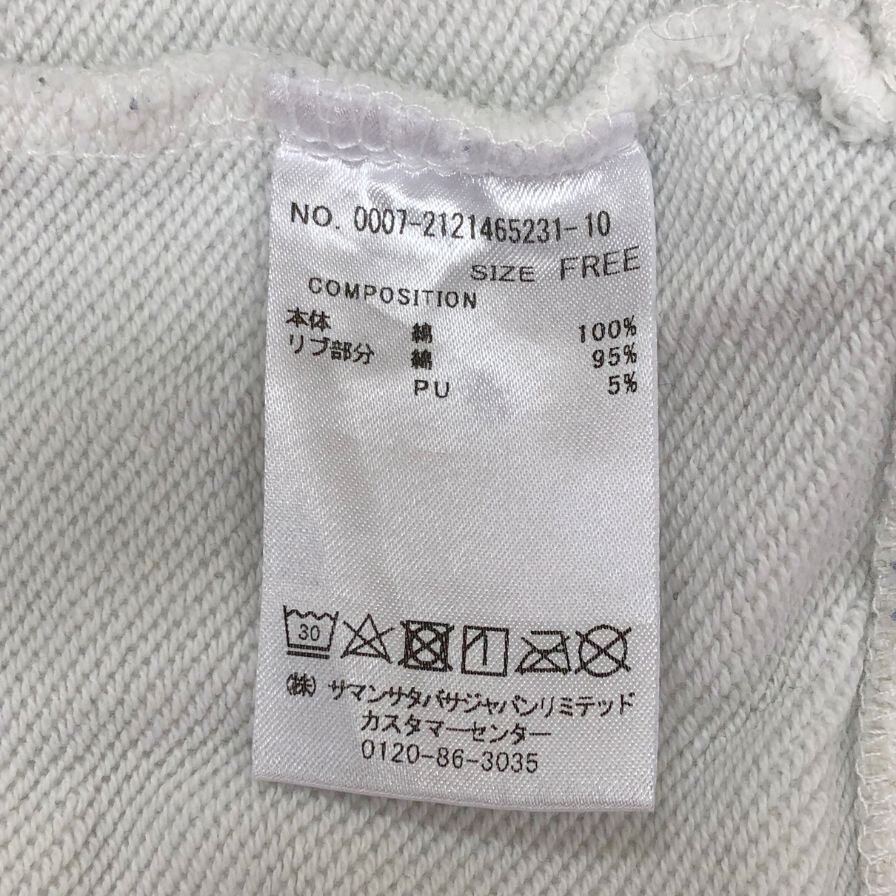 NO. 0007-2121465231-10
SIZE FREE
COMPOSITION
本体 綿 100%
リブ部分 綿 95%
PU 5%
30
(株) サマンサタバサジャパンリミテッド
カスタマーセンター
0120-86-3035